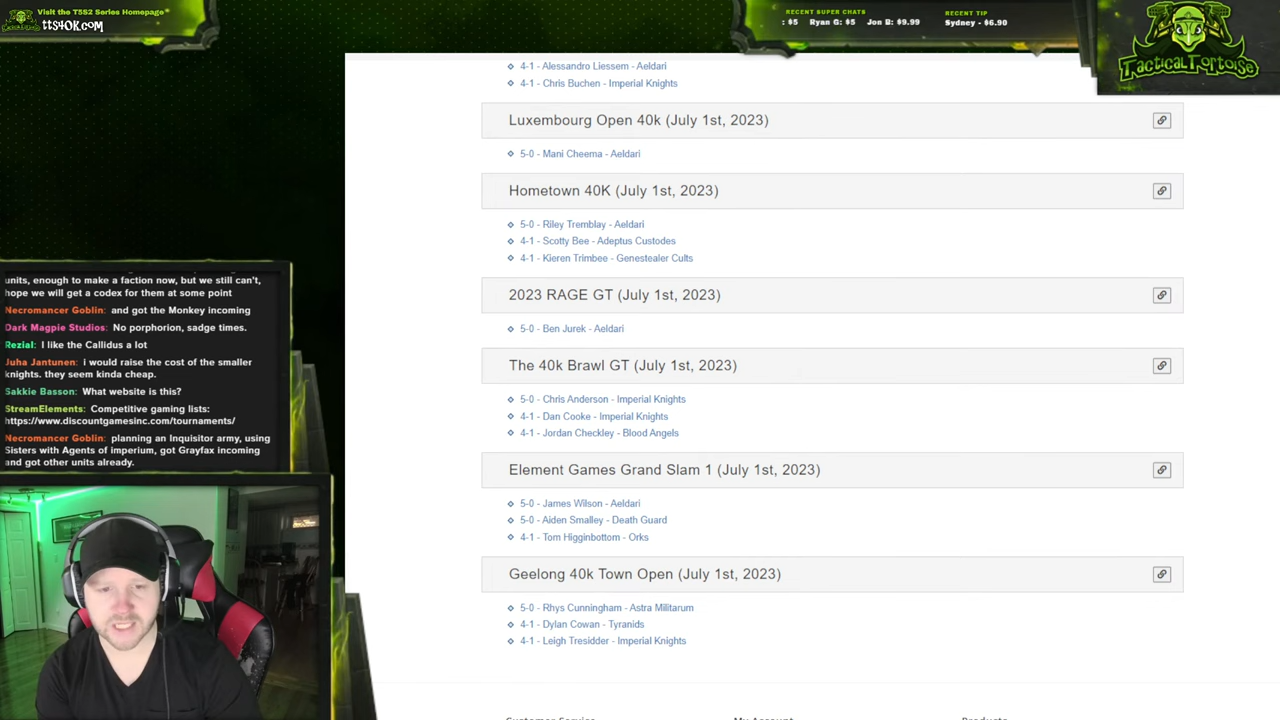 Visit the TTS2 Series Homepage*
tts40k.com
RECENT SUPER CHATS
: $5 Ryan G: $5 Jon B: $9.99
RECENT TIP
Sydney - $6.90
TacticalTortoise
4-1 - Alessandro Liessem - Aeldari
4-1 - Chris Buchen - Imperial Knights
Luxembourg Open 40k (July 1st, 2023)
5-0 - Mani Cheema - Aeldari
Hometown 40K (July 1st, 2023)
5-0 - Riley Tremblay - Aeldari
4-1 - Scotty Bee - Adeptus Custodes
4-1 - Kieren Trimbee - Genestealer Cults
2023 RAGE GT (July 1st, 2023)
5-0 - Ben Jurek - Aeldari
The 40k Brawl GT (July 1st, 2023)
5-0 - Chris Anderson - Imperial Knights
4-1 - Dan Cooke - Imperial Knights
4-1 - Jordan Checkley - Blood Angels
Element Games Grand Slam 1 (July 1st, 2023)
5-0 - James Wilson - Aeldari
5-0 - Aiden Smalley - Death Guard
4-1 - Tom Higginbottom - Orks
Geelong 40k Town Open (July 1st, 2023)
5-0 - Rhys Cunningham - Astra Militarum
4-1 - Dylan Cowan - Tyranids
4-1 - Leigh Tresidder - Imperial Knights
units, enough to make a faction now, but we still can't,
hope we will get a codex for them at some point
Necromancer Goblin: and got the Monkey incoming
Dark Magpie Studios: No porphorion, sadge times.
Rezial: I like the Callidus a lot
Juha Jantunen: i would raise the cost of the smaller
knights. they seem kinda cheap.
Sakkie Basson: What website is this?
StreamElements: Competitive gaming lists:
https://www.discountgamesinc.com/tournaments/
Necromancer Goblin: planning an Inquisitor army, using
Sisters with Agents of imperium, got Grayfax incoming
and got other units already.
Customer Service
My Account
Products